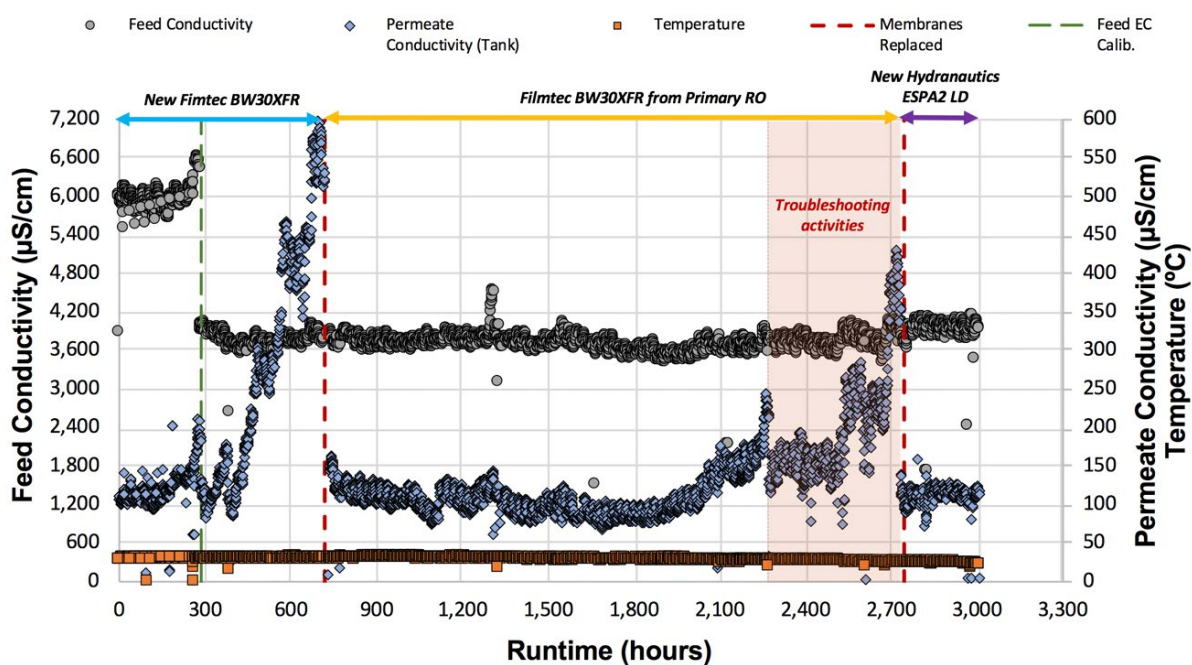 Feed Conductivity
Permeate
Conductivity (Tank)
Temperature
Membranes
Replaced
Feed EC
Calib.
New Fimtec BW30XFR
Filmtec BW30XFR from Primary RO
New Hydranautics
ESPA2 LD
Troubleshooting
activities
7,200
6,600
6,000
5,400
4,800
4,200
3,600
3,000
2,400
1,800
1,200
600
0
Feed Conductivity (µS/cm)
600
550
500
450
400
350
300
250
200
150
100
50
0
Permeate Conductivity (µS/cm)
Temperature (ºC)
0 300 600 900 1,200 1,500 1,800 2,100 2,400 2,700 3,000 3,300
Runtime (hours)